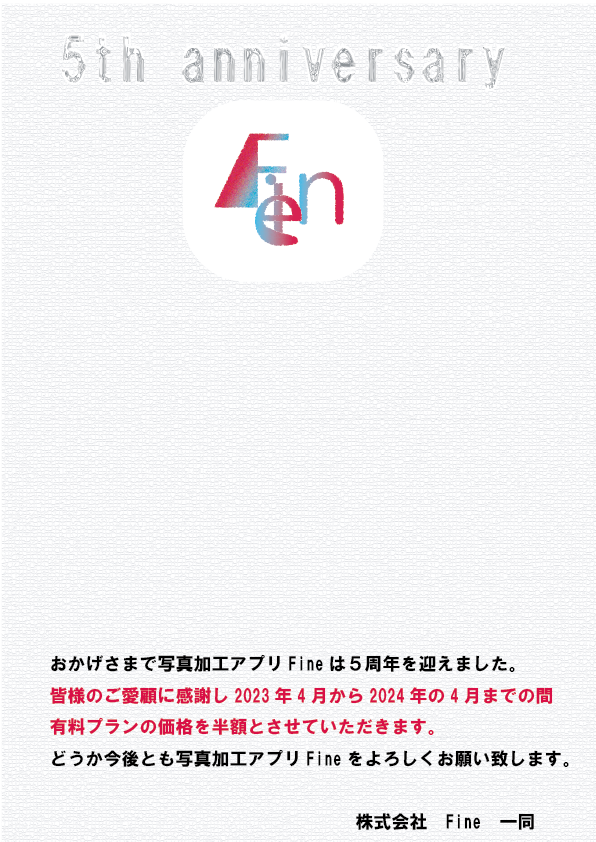 5th anniversary
Fine
おかげさまで写真加工アプリFineは５周年を迎えました。
皆様のご愛顧に感謝し2023年4月から2024年の4月までの間
有料プランの価格を半額とさせていただきます。
どうか今後とも写真加工アプリFineをよろしくお願い致します。
株式会社　Fine　一同